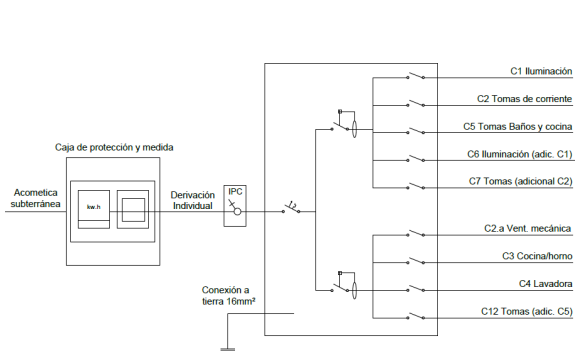 C1 Iluminación
C2 Tomas de corriente
C5 Tomas Baños y cocina
Caja de protección y medida
C6 Iluminación (adic. C1)
C7 Tomas (adicional C2)
Acometica
subterránea
kw.h
Derivación
Individual
IPC
C2.a Vent. mecánica
C3 Cocina/horno
C4 Lavadora
Conexión a
tierra 16mm²
C12 Tomas (adic. C5)